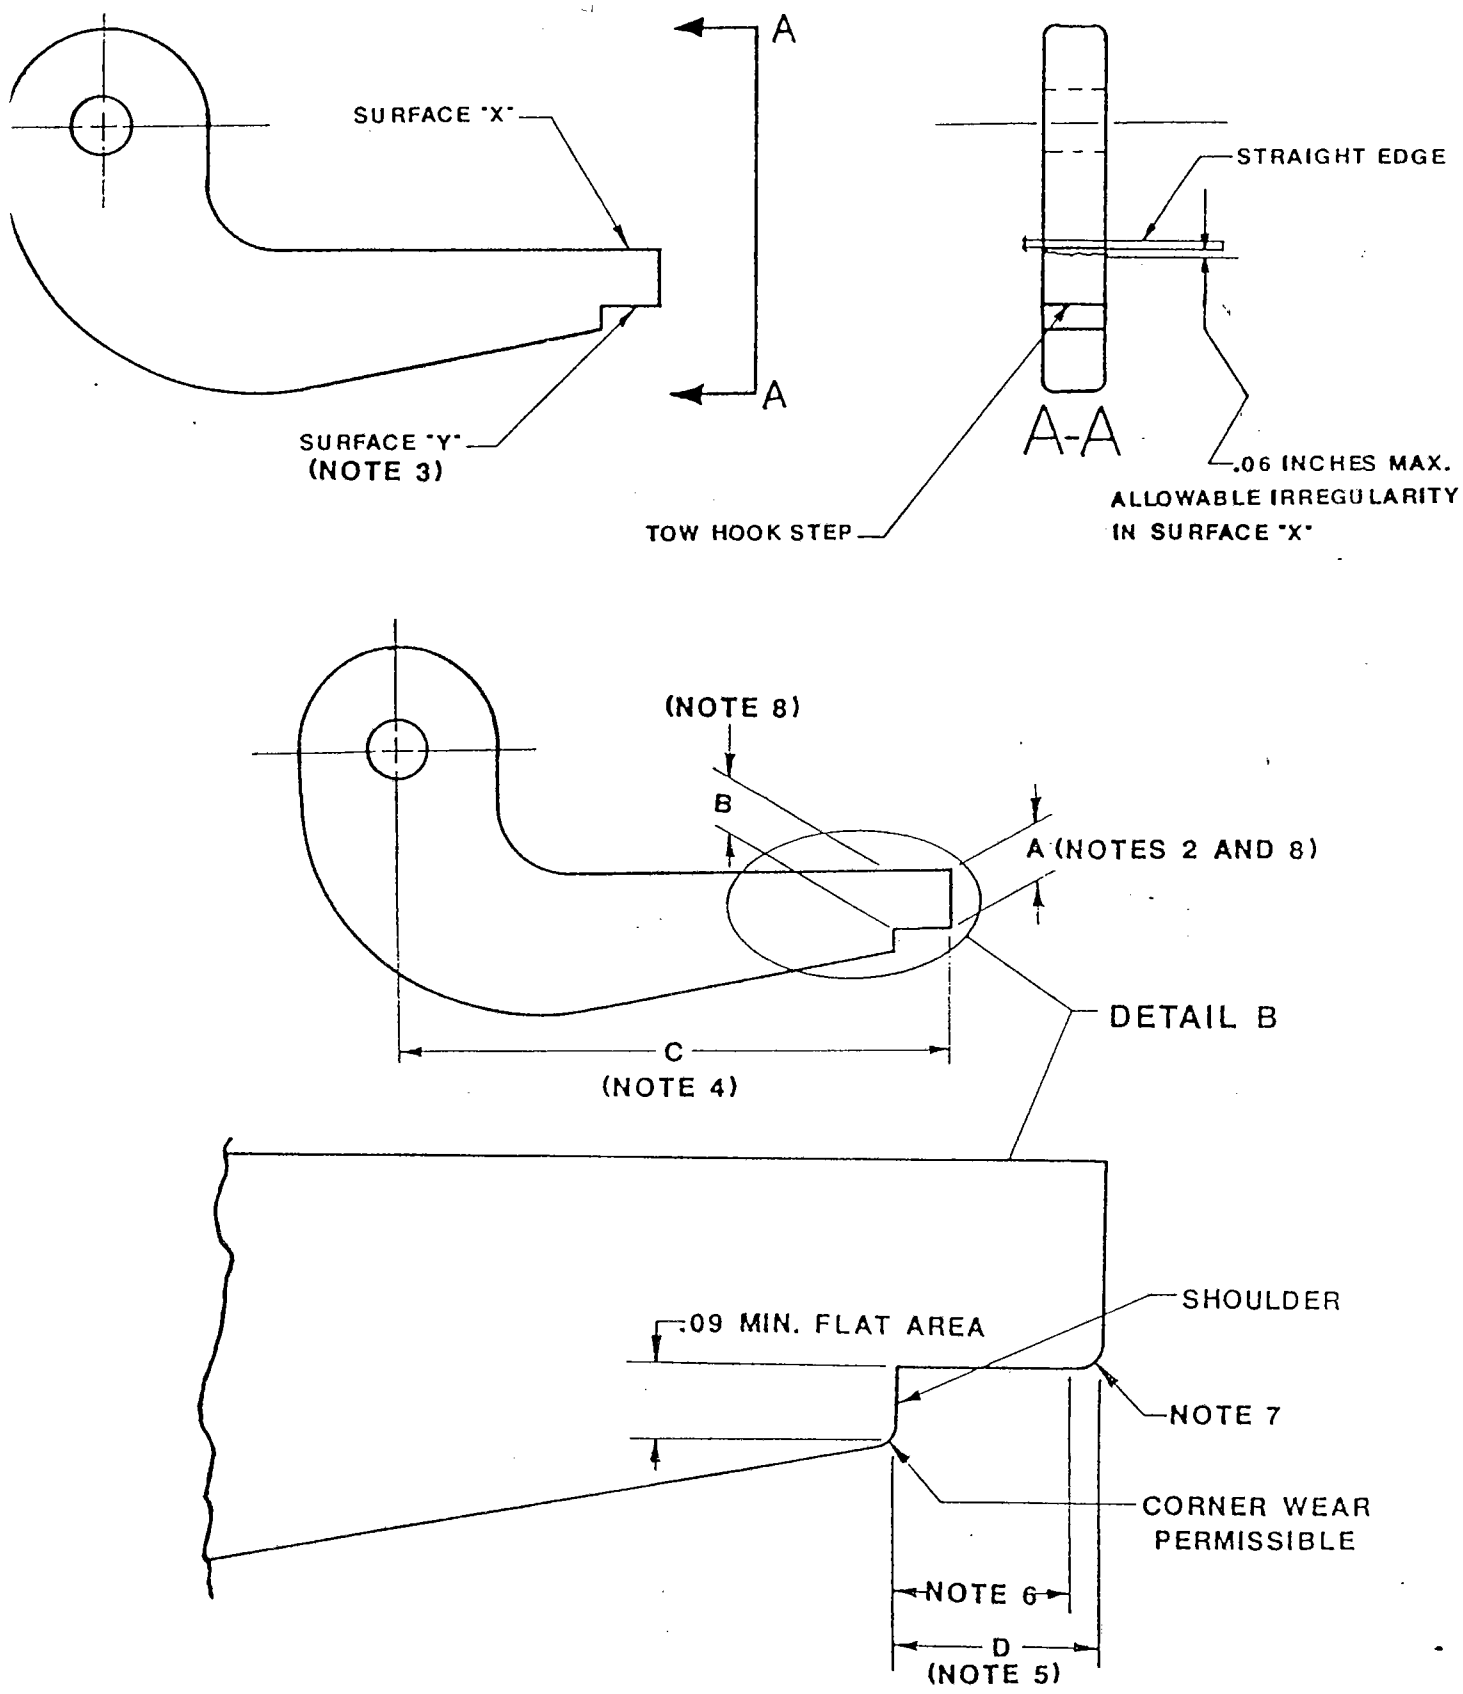 A
SURFACE "X"
STRAIGHT EDGE
A
SURFACE "Y"
(NOTE 3)
A-A
.06 INCHES MAX.
ALLOWABLE IRREGULARITY
IN SURFACE "X"
TOW HOOK STEP
(NOTE 8)
B
A (NOTES 2 AND 8)
DETAIL B
C
(NOTE 4)
SHOULDER
.09 MIN. FLAT AREA
NOTE 7
CORNER WEAR
PERMISSIBLE
NOTE 6
D
(NOTE 5)